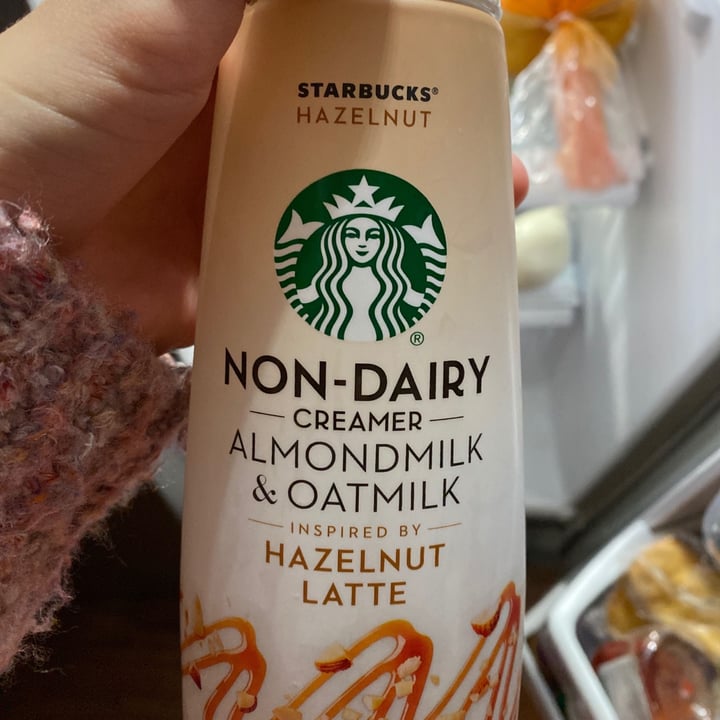 STARBUCKS®
HAZELNUT
®
NON-DAIRY
CREAMER
ALMONDMILK
& OATMILK
INSPIRED BY
HAZELNUT
LATTE